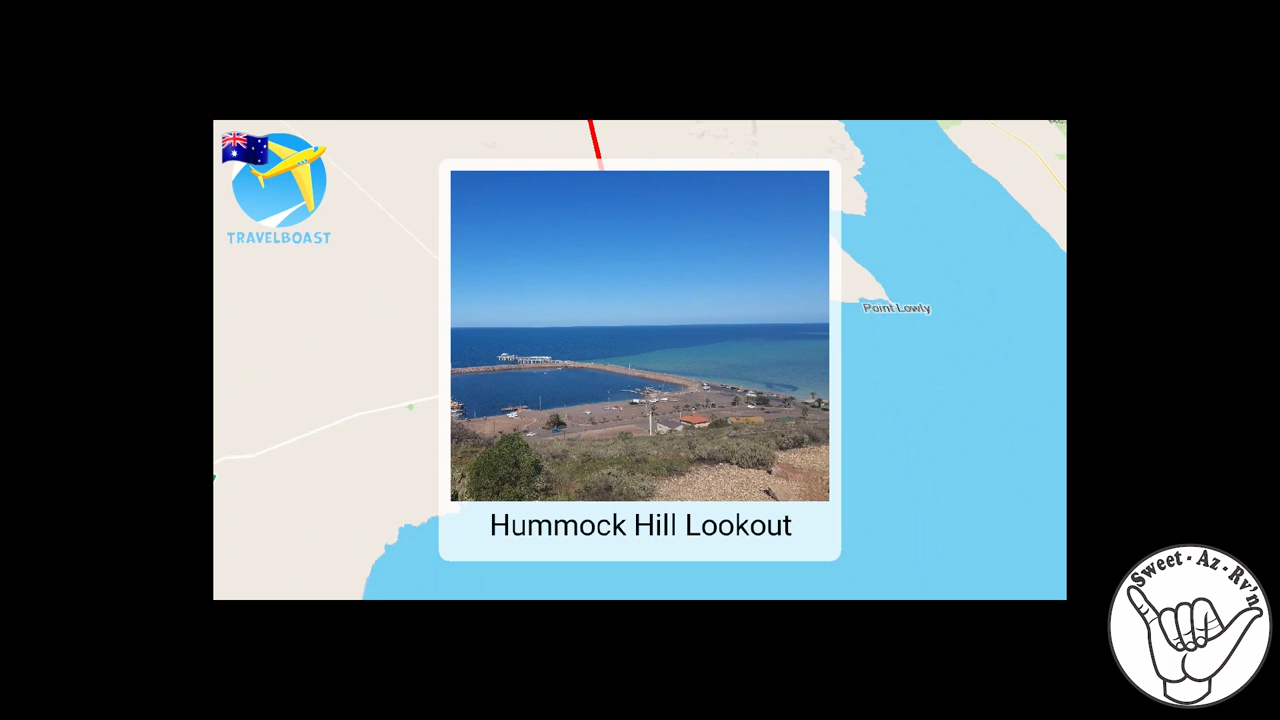 TRAVELBOAST
Point Lowly
Hummock Hill Lookout
Sweet - Az - Rv'n